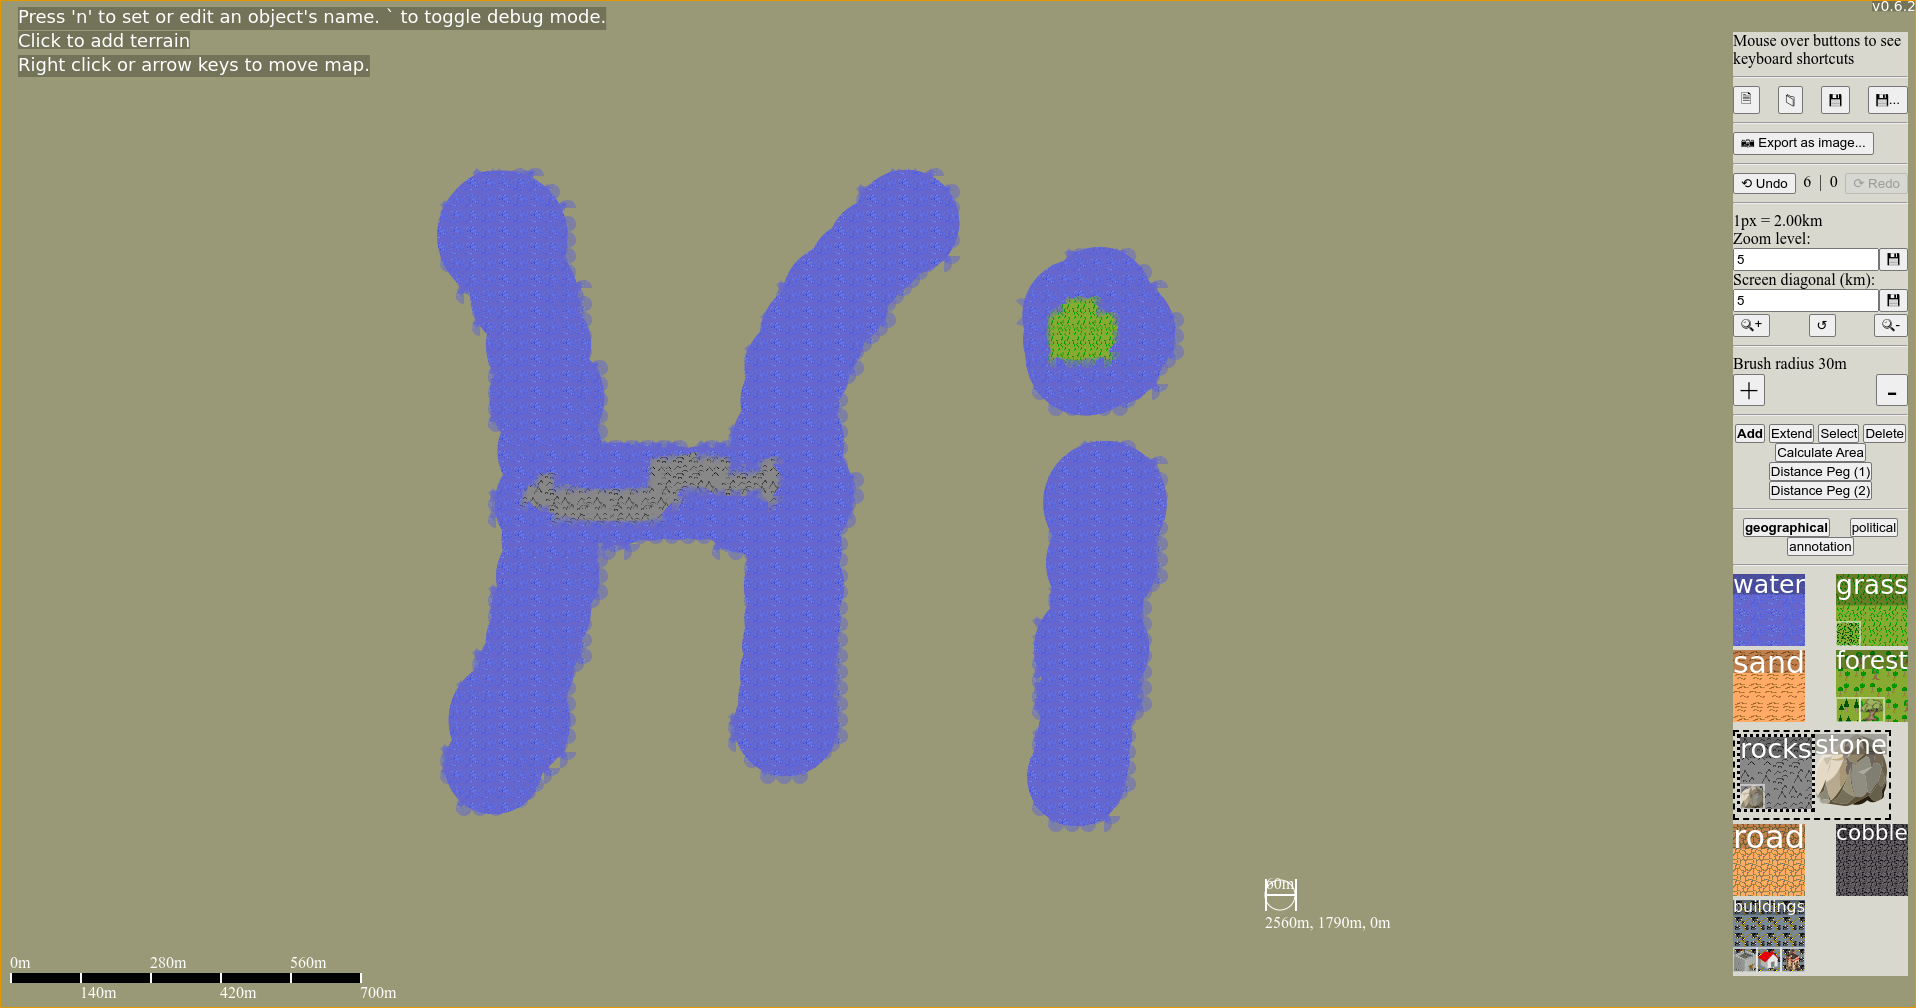 Press 'n' to set or edit an object's name. ` to toggle debug mode.
Click to add terrain
Right click or arrow keys to move map.
v0.6.2
Mouse over buttons to see
keyboard shortcuts
...
Export as image...
Undo 6 | 0 Redo
1px = 2.00km
Zoom level:
5
Screen diagonal (km):
5
+ -
Brush radius 30m
+ -
Add Extend Select Delete
Calculate Area
Distance Peg (1)
Distance Peg (2)
geographical political
annotation
water grass
sand forest
rocks stone
road cobble
buildings
Hi
60m
2560m, 1790m, 0m
0m 280m 560m
140m 420m 700m